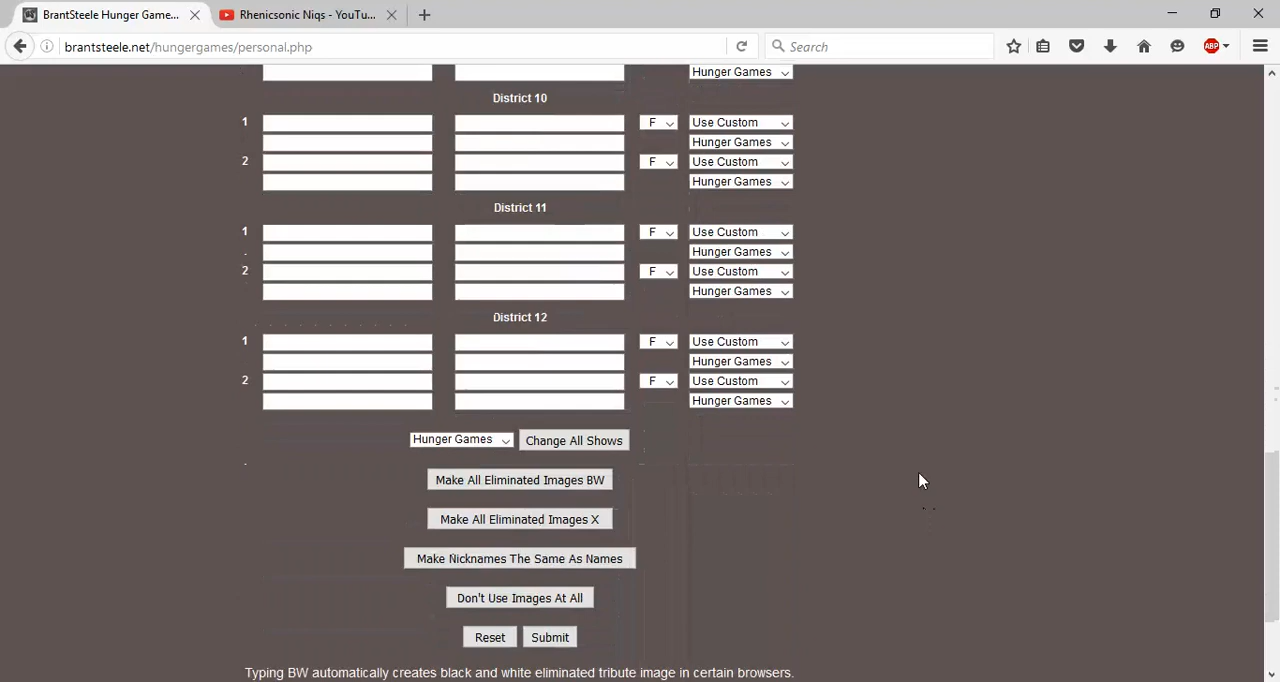 BrantSteele Hunger Game...
Rhenicsonic Niqs - YouTu...
brantsteele.net/hungergames/personal.php
Search
ABP
Hunger Games
District 10
1 F Use Custom
Hunger Games
2 F Use Custom
Hunger Games
District 11
1 F Use Custom
Hunger Games
2 F Use Custom
Hunger Games
District 12
1 F Use Custom
Hunger Games
2 F Use Custom
Hunger Games
Hunger Games Change All Shows
Make All Eliminated Images BW
Make All Eliminated Images X
Make Nicknames The Same As Names
Don't Use Images At All
Reset Submit
Typing BW automatically creates black and white eliminated tribute image in certain browsers.